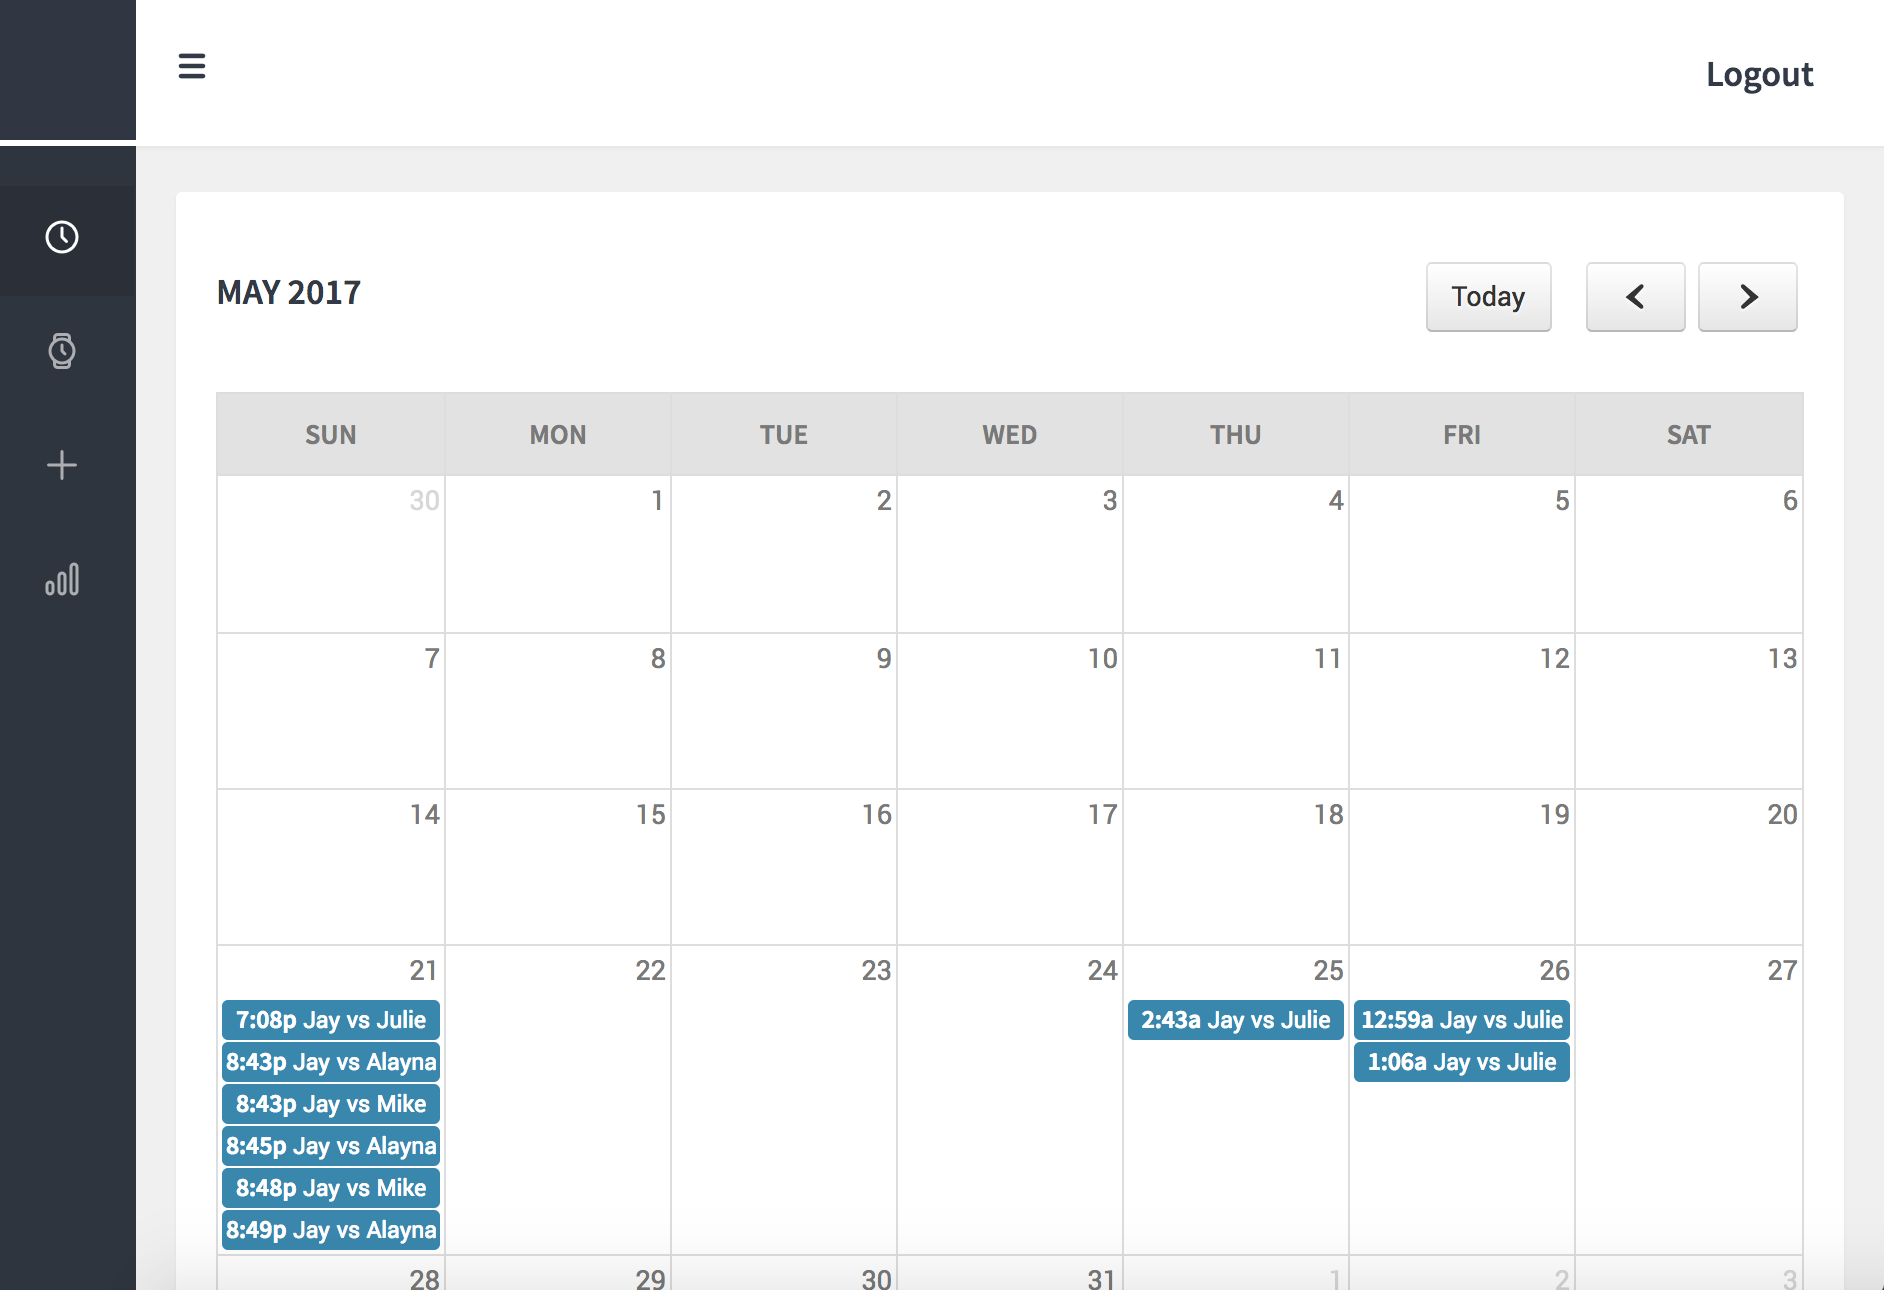 Logout
MAY 2017
Today
SUN MON TUE WED THU FRI SAT
30 1 2 3 4 5 6
7 8 9 10 11 12 13
14 15 16 17 18 19 20
21 22 23 24 25 26 27
7:08p Jay vs Julie 2:43a Jay vs Julie 12:59a Jay vs Julie
8:43p Jay vs Alayna 1:06a Jay vs Julie
8:43p Jay vs Mike
8:45p Jay vs Alayna
8:48p Jay vs Mike
8:49p Jay vs Alayna
28 29 30 31 1 2 3